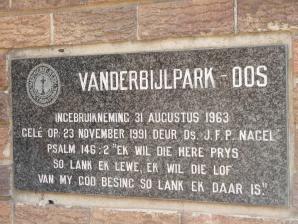 VANDERBIJLPARK - OOS
INGEBRUIKNEMING 31 AUGUSTUS 1963
GELÊ OP 23 NOVEMBER 1991 DEUR DS. J.F.P. NAGEL
PSALM 146:2 "EK WIL DIE HERE PRYS
SO LANK EK LEWE, EK WIL DIE LOF
VAN MY GOD BESING SO LANK EK DAAR IS."